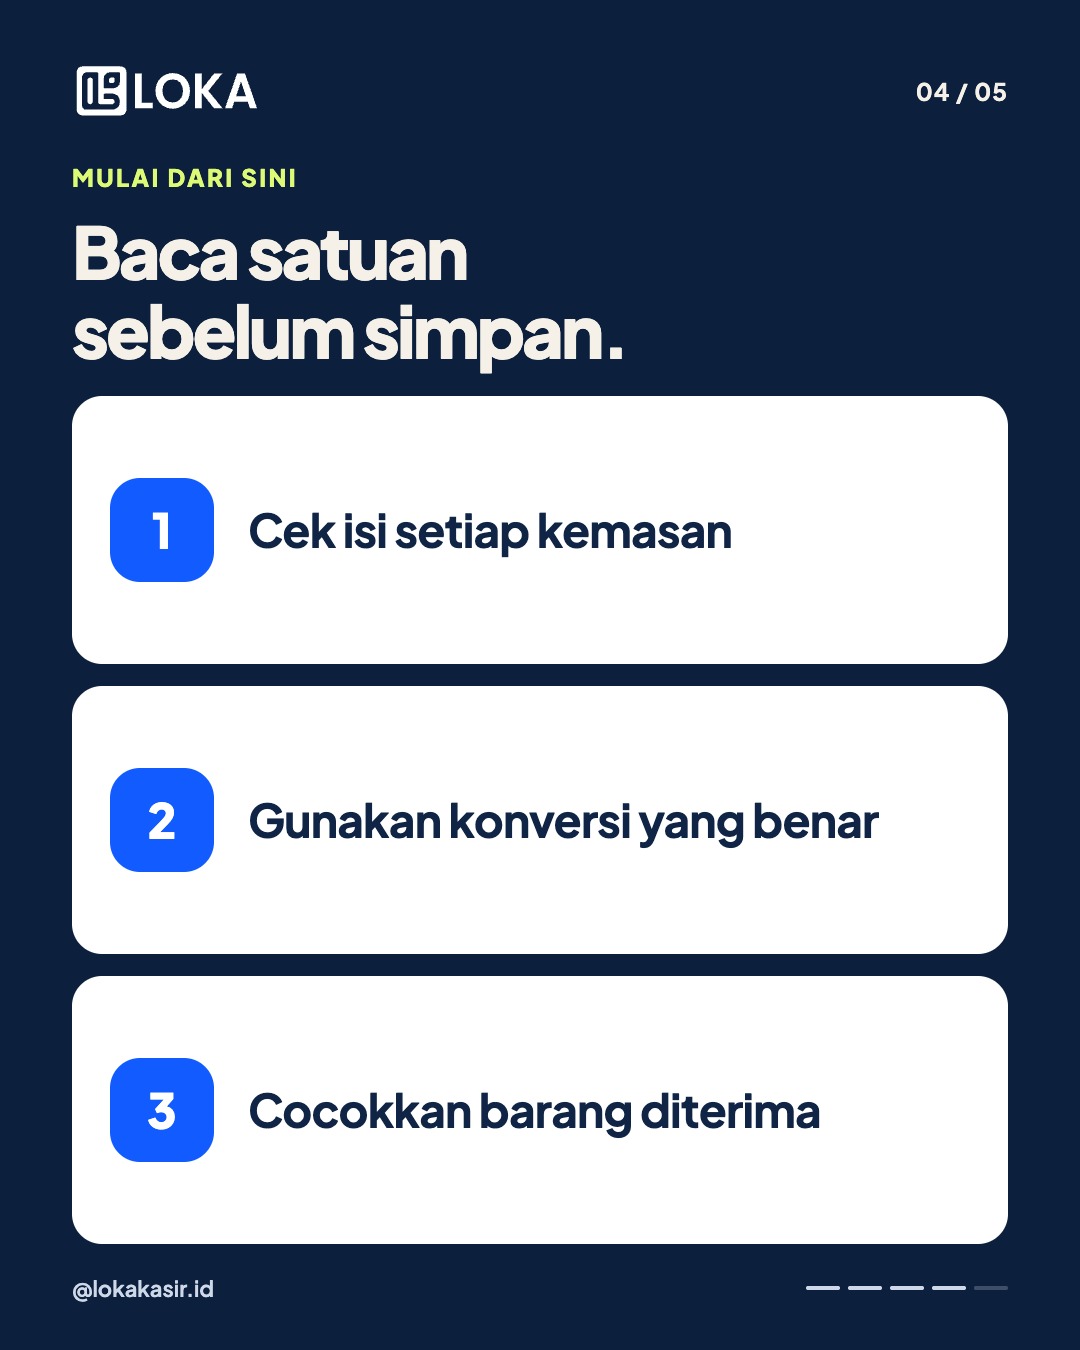 LOKA
04 / 05
MULAI DARI SINI
Baca satuan
sebelum simpan.
1
Cek isi setiap kemasan
2
Gunakan konversi yang benar
3
Cocokkan barang diterima
@lokakasir.id